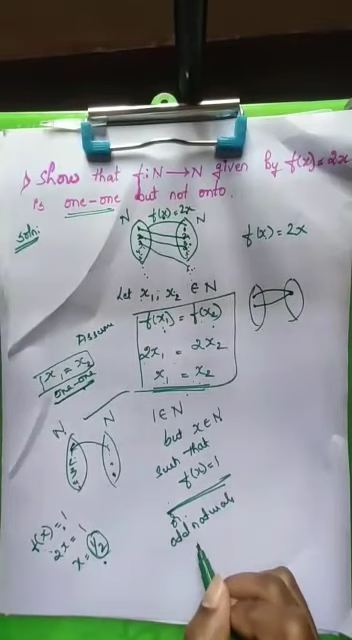 1) Show that f:N→N given by f(x)=2x
is one-one but not onto.
Soln:
f(x)=2x
N N
f(x)=2x
Let x1, x2 ∈ N
Assume
f(x1) = f(x2)
2x1 = 2x2
x1 = x2
x1 = x2
one-one
1∈N
but x∈N
such that
f(x)=1
N N
f(x)=1
2x=1
x=1/2
odd naturals